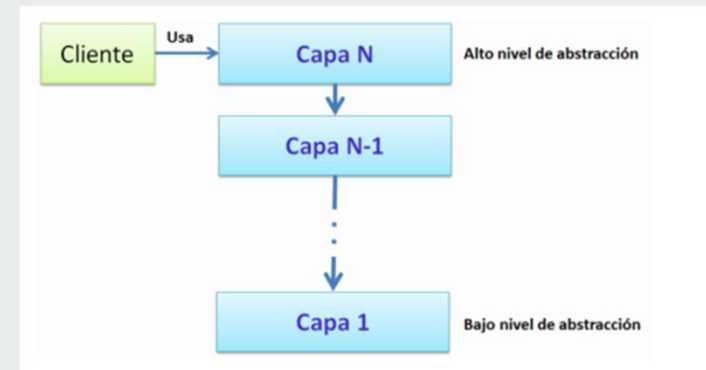 Cliente
Usa
Capa N
Alto nivel de abstracción
Capa N-1
Capa 1
Bajo nivel de abstracción